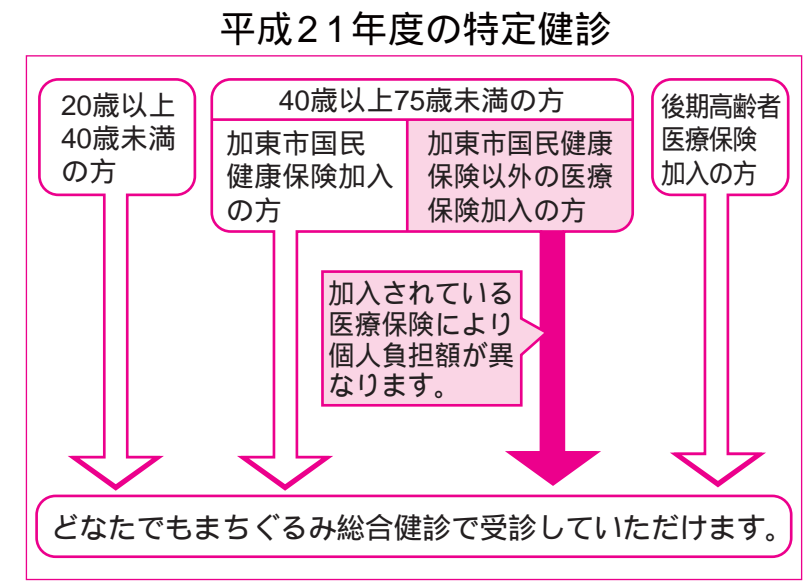 平成21年度の特定健診
20歳以上
40歳未満
の方
40歳以上75歳未満の方
加東市国民
健康保険加入
の方
加東市国民健康
保険以外の医療
保険加入の方
後期高齢者
医療保険
加入の方
加入されている
医療保険により
個人負担額が異
なります。
どなたでもまちぐるみ総合健診で受診していただけます。